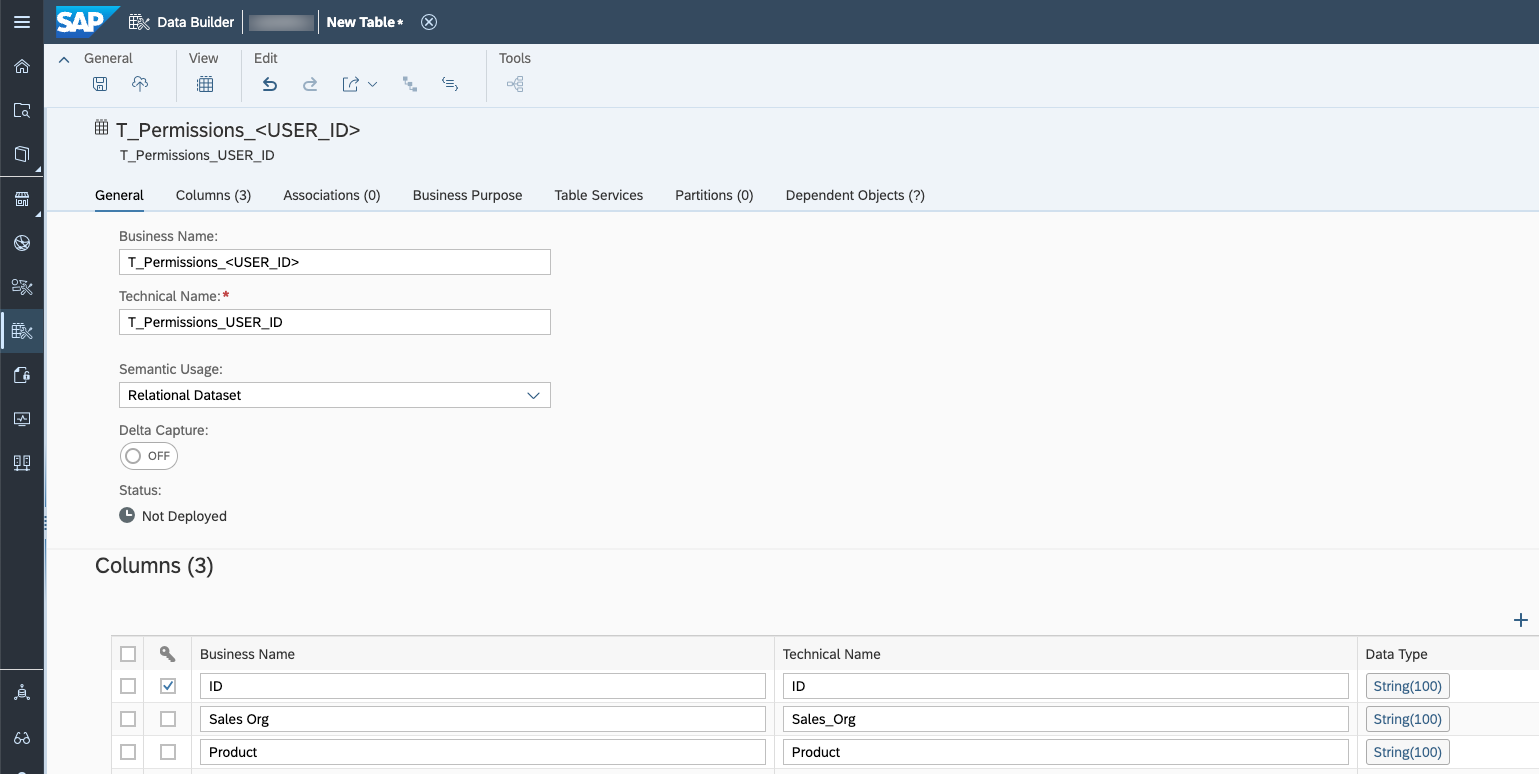 SAP Data Builder New Table*
General View Edit Tools
T_Permissions_<USER_ID>
T_Permissions_USER_ID
General Columns (3) Associations (0) Business Purpose Table Services Partitions (0) Dependent Objects (?)
Business Name:
T_Permissions_<USER_ID>
Technical Name:*
T_Permissions_USER_ID
Semantic Usage:
Relational Dataset
Delta Capture:
OFF
Status:
Not Deployed
Columns (3)
Business Name Technical Name Data Type
ID ID String(100)
Sales Org Sales_Org String(100)
Product Product String(100)